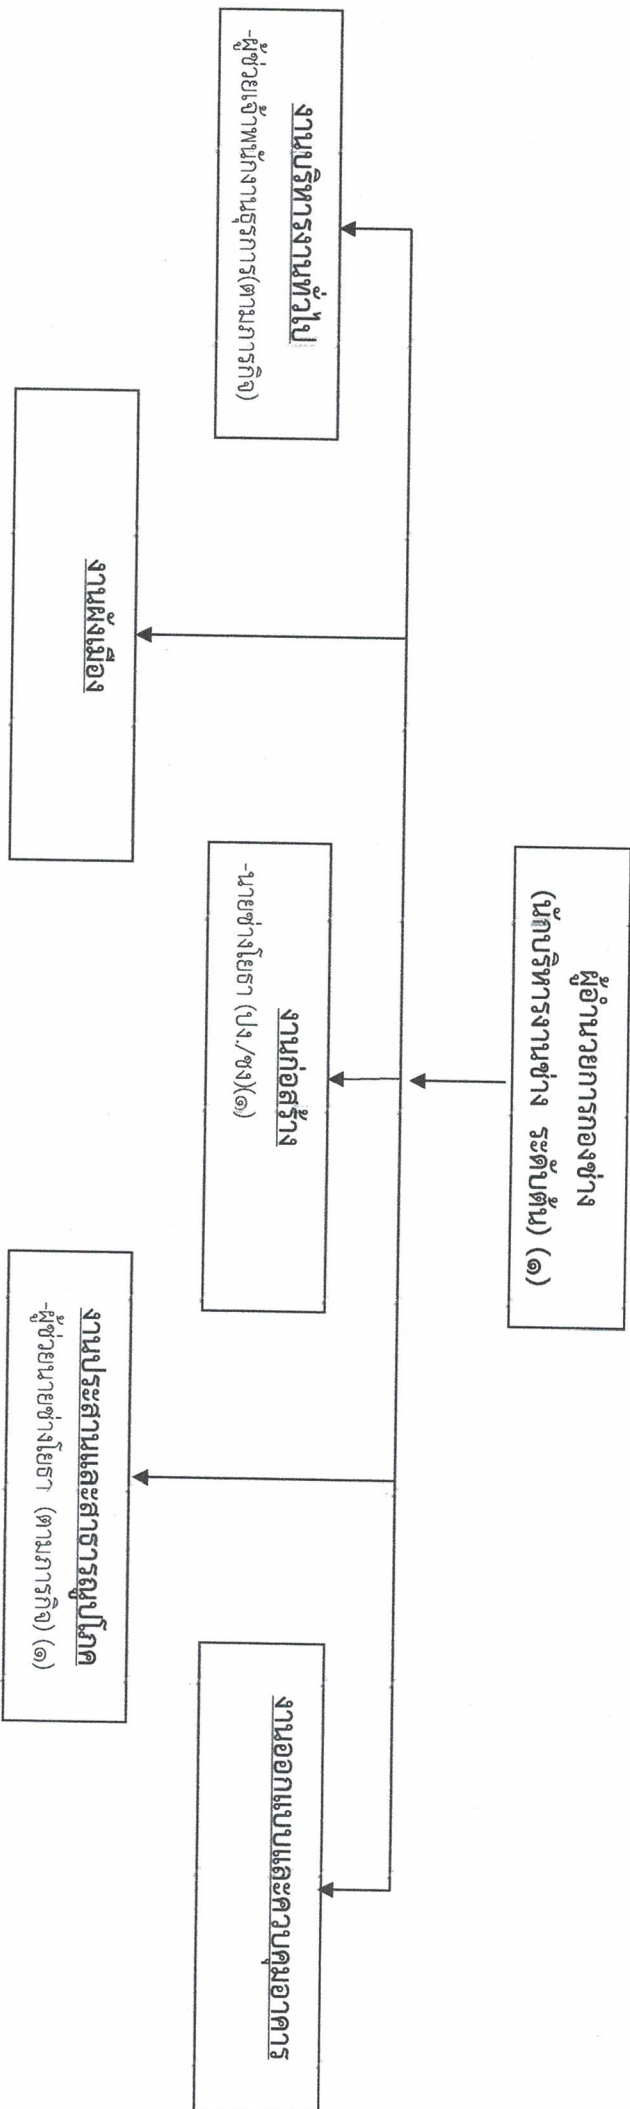 ผู้อำนวยการกองช่าง
(นักบริหารงานช่าง ระดับต้น) (๑)
งานบริหารงานทั่วไป
-ผู้ช่วยเจ้าพนักงานธุรการ(ตามภารกิจ)
งานผังเมือง
งานก่อสร้าง
-นายช่างโยธา (ปง./ชง)(๑)
งานประสานและสาธารณูปโภค
-ผู้ช่วยนายช่างโยธา (ตามภารกิจ) (๑)
งานออกแบบและควบคุมอาคาร